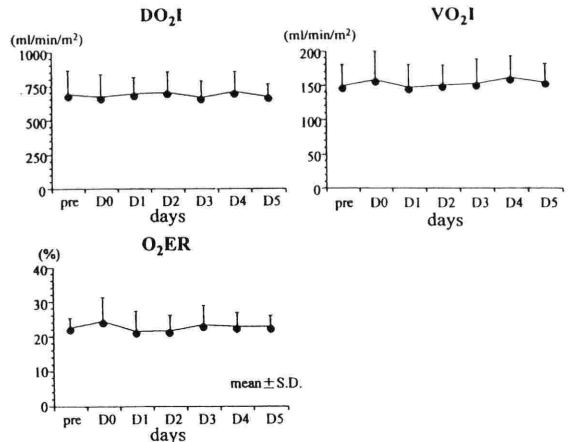 DO₂I
(ml/min/m²)
1000
750
500
250
0
pre D0 D1 D2 D3 D4 D5
days
VO₂I
(ml/min/m²)
200
150
100
50
0
pre D0 D1 D2 D3 D4 D5
days
O₂ER
(%)
40
30
20
10
0
mean±S.D.
pre D0 D1 D2 D3 D4 D5
days